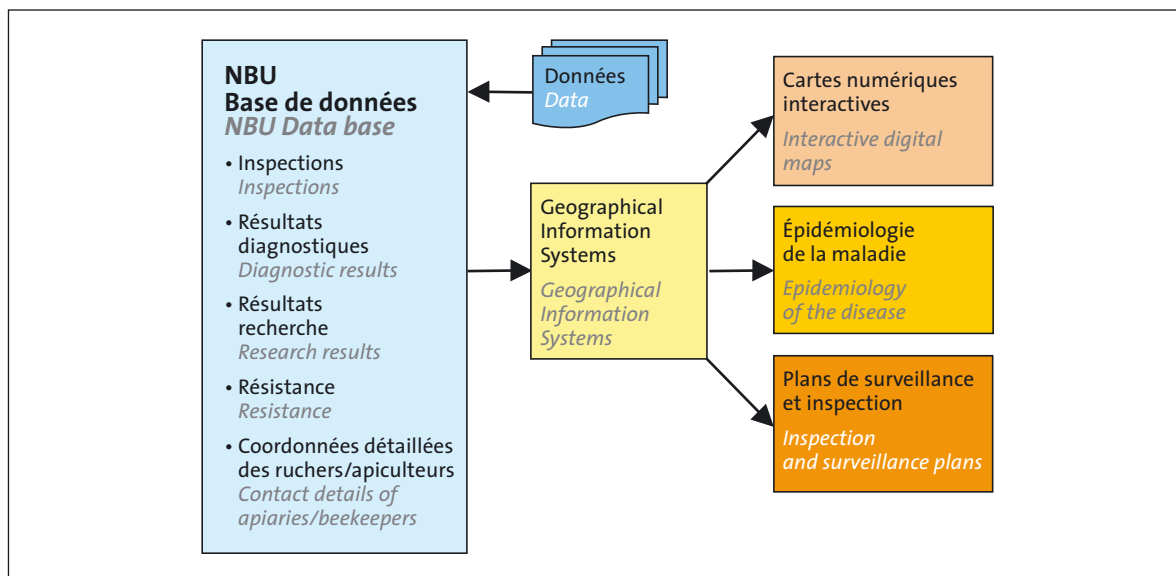 NBU
Base de données
NBU Data base
• Inspections
Inspections
• Résultats
diagnostiques
Diagnostic results
• Résultats
recherche
Research results
• Résistance
Resistance
• Coordonnées détaillées
des ruchers/apiculteurs
Contact details of
apiaries/beekeepers
Données
Data
Geographical
Information
Systems
Geographical
Information
Systems
Cartes numériques
interactives
Interactive digital
maps
Épidémiologie
de la maladie
Epidemiology
of the disease
Plans de surveillance
et inspection
Inspection
and surveillance plans